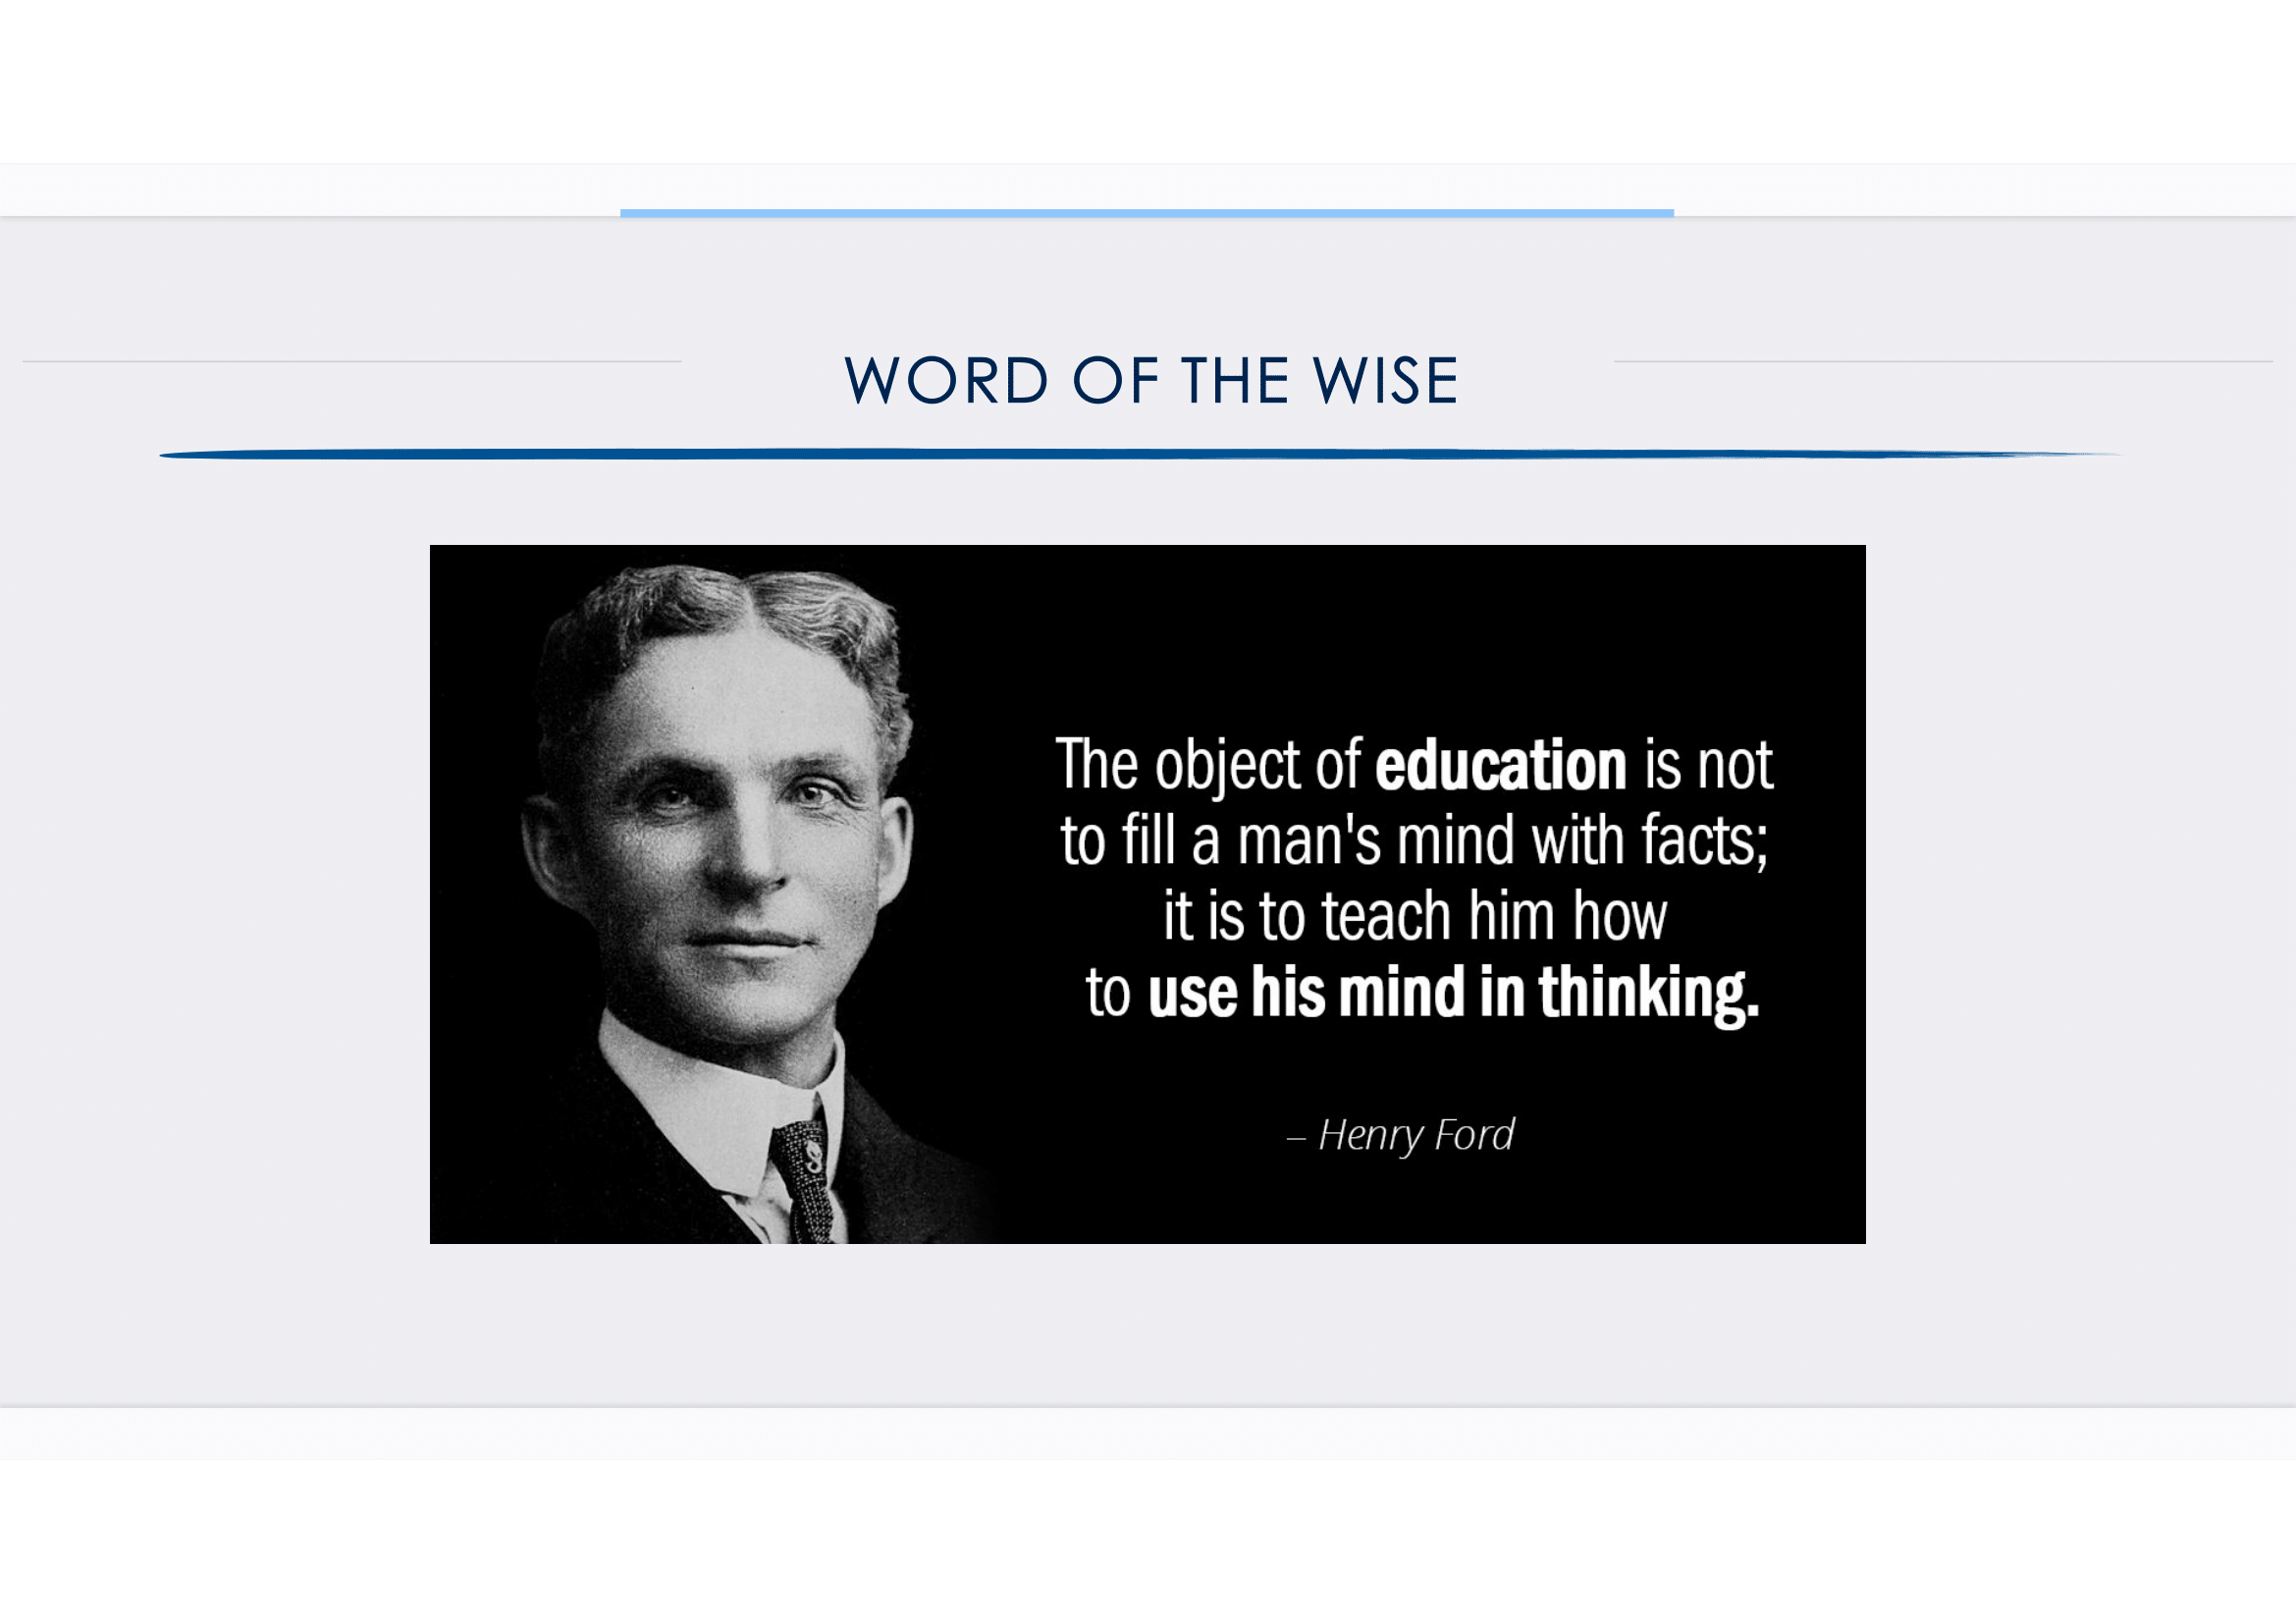 WORD OF THE WISE
The object of education is not
to fill a man's mind with facts;
it is to teach him how
to use his mind in thinking.
– Henry Ford